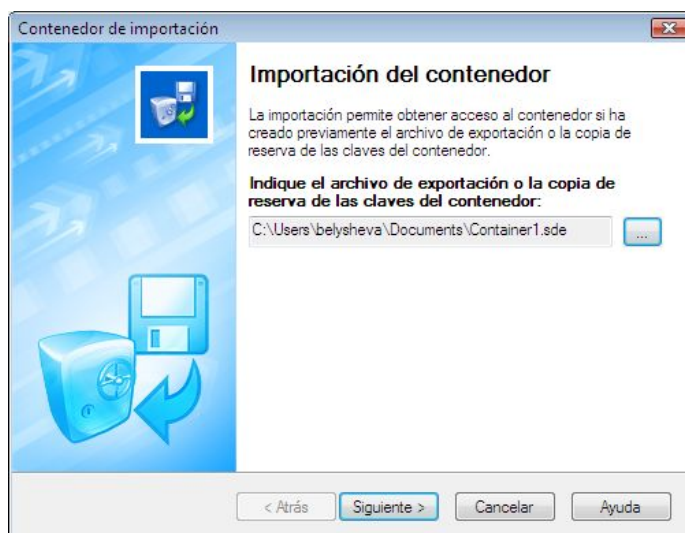 Contenedor de importación
Importación del contenedor
La importación permite obtener acceso al contenedor si ha
creado previamente el archivo de exportación o la copia de
reserva de las claves del contenedor.
Indique el archivo de exportación o la copia de
reserva de las claves del contenedor:
C:\Users\belysheva\Documents\Container1.sde
...
< Atrás
Siguiente >
Cancelar
Ayuda